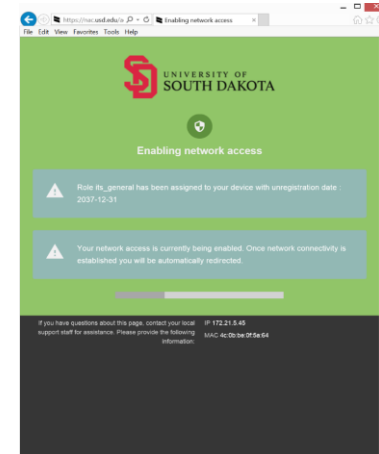 https://nac.usd.edu/a
Enabling network access
File Edit View Favorites Tools Help
UNIVERSITY OF
SOUTH DAKOTA
Enabling network access
Role its_general has been assigned to your device with unregistration date :
2037-12-31
Your network access is currently being enabled. Once network connectivity is
established you will be automatically redirected.
If you have questions about this page, contact your local
support staff for assistance. Please provide the following
information:
IP 172.21.5.45
MAC 4c:0b:be:0f:5a:64